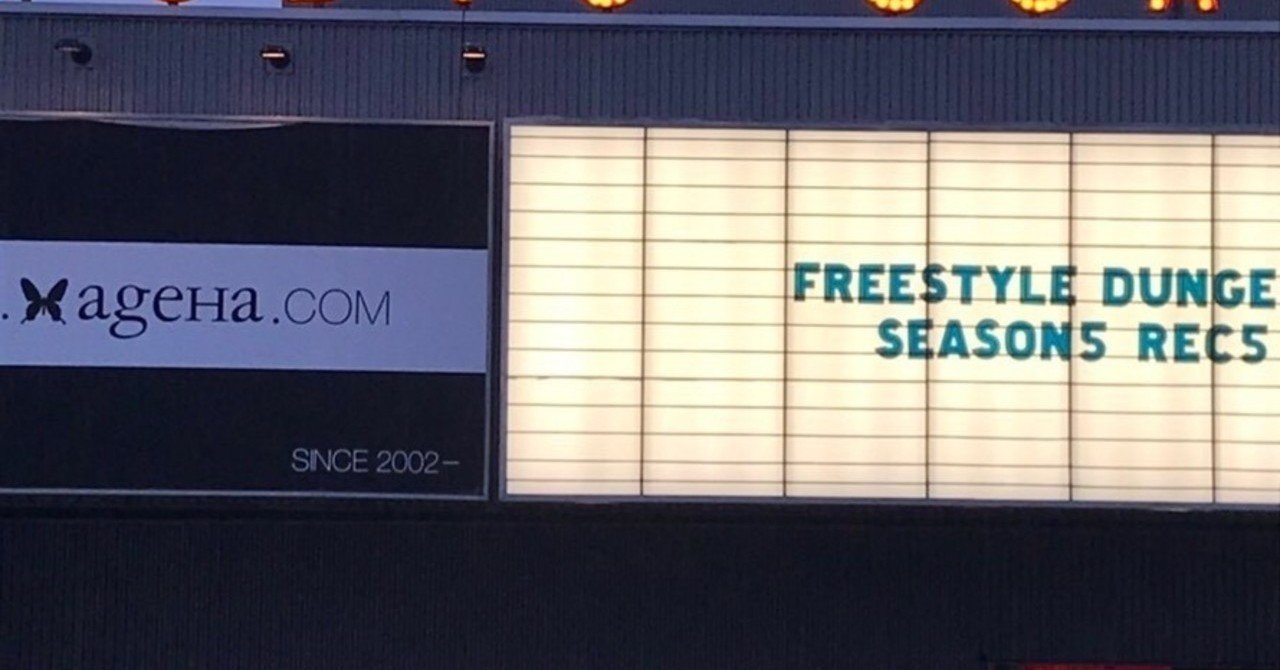 .ageHa.COM
SINCE 2002–
FREESTYLE DUNGE
SEASON5 REC5